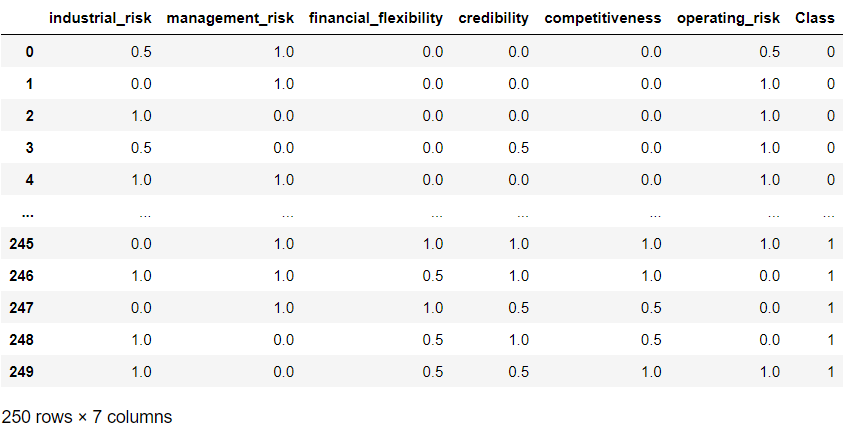 industrial_risk management_risk financial_flexibility credibility competitiveness operating_risk Class
0 0.5 1.0 0.0 0.0 0.0 0.5 0
1 0.0 1.0 0.0 0.0 0.0 1.0 0
2 1.0 0.0 0.0 0.0 0.0 1.0 0
3 0.5 0.0 0.0 0.5 0.0 1.0 0
4 1.0 1.0 0.0 0.0 0.0 1.0 0
... ... ... ... ... ... ... ...
245 0.0 1.0 1.0 1.0 1.0 1.0 1
246 1.0 1.0 0.5 1.0 1.0 0.0 1
247 0.0 1.0 1.0 0.5 0.5 0.0 1
248 1.0 0.0 0.5 1.0 0.5 0.0 1
249 1.0 0.0 0.5 0.5 1.0 1.0 1
250 rows × 7 columns